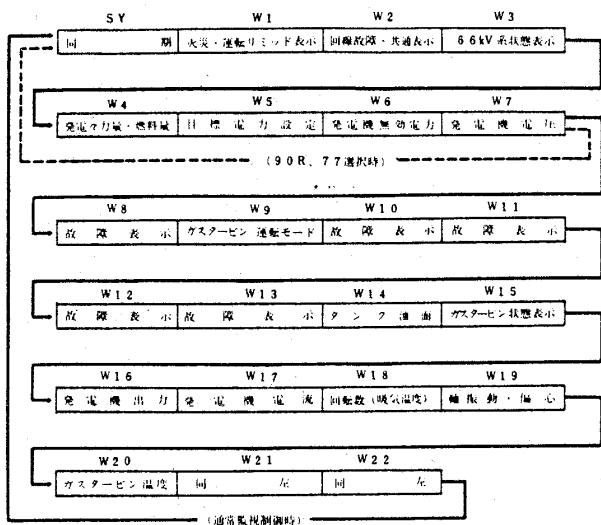 SY W1 W2 W3
同期 火災・運転リミッド表示 回線故障・共通表示 6.6kV系状態表示
W4 W5 W6 W7
発電々力量・燃料量 目標電力設定 発電機無効電力 発電機電圧
(90R、77選択時)
W8 W9 W10 W11
故障表示 ガスタービン運転モード 故障表示 故障表示
W12 W13 W14 W15
故障表示 故障表示 タンク油面 ガスタービン状態表示
W16 W17 W18 W19
発電機出力 発電機電流 回転数(吸気温度) 軸振動・偏心
W20 W21 W22
ガスタービン温度 同左 同左
(通常監視制御時)